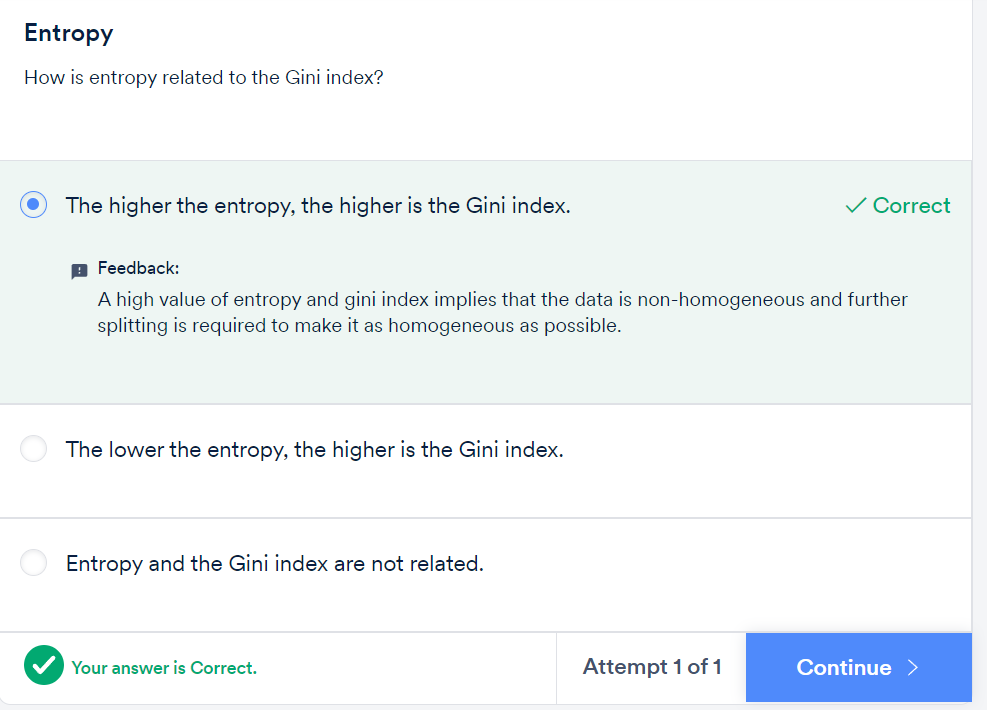 Entropy
How is entropy related to the Gini index?
The higher the entropy, the higher is the Gini index.
Correct
Feedback:
A high value of entropy and gini index implies that the data is non-homogeneous and further
splitting is required to make it as homogeneous as possible.
The lower the entropy, the higher is the Gini index.
Entropy and the Gini index are not related.
Your answer is Correct.
Attempt 1 of 1
Continue